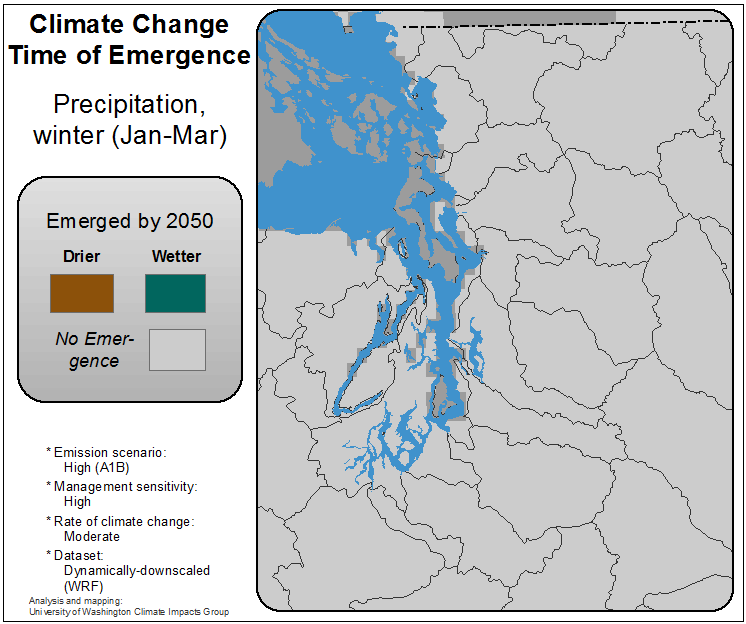 Climate Change
Time of Emergence
Precipitation,
winter (Jan-Mar)
Emerged by 2050
Drier
Wetter
No Emer-
gence
* Emission scenario:
High (A1B)
* Management sensitivity:
High
* Rate of climate change:
Moderate
* Dataset:
Dynamically-downscaled
(WRF)
Analysis and mapping:
University of Washington Climate Impacts Group